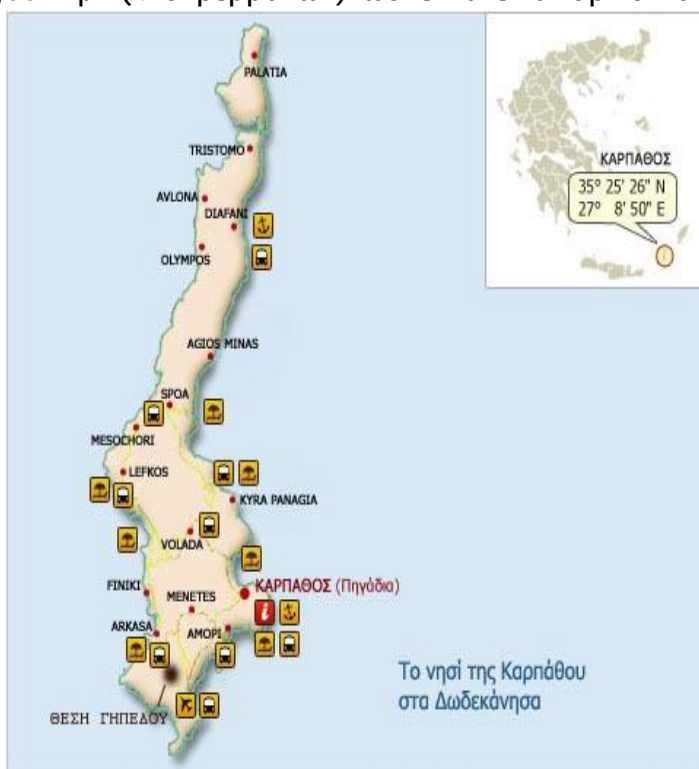 PALATIA
ΚΑΡΠΑΘΟΣ
35° 25' 26" N
27° 8' 50" E
TRISTOMO
AVLONA
DIAFANI
OLYMPOS
AGIOS MINAS
SPOA
MESOCHORI
LEFKOS
KYRA PANAGIA
VOLADA
FINIKI
ΚΑΡΠΑΘΟΣ (Πηγάδια)
MENETES
i
ARKASA
AMOPI
Το νησί της Καρπάθου
στα Δωδεκάνησα
ΘΕΣΗ ΓΗΠΕΔΟΥ